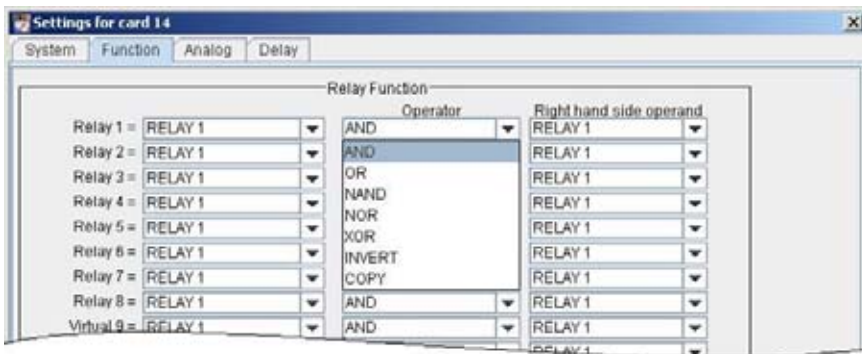 Settings for card 14
System Function Analog Delay
Relay Function
Operator Right hand side operand
Relay 1 = RELAY 1 AND RELAY 1
Relay 2 = RELAY 1 AND RELAY 1
Relay 3 = RELAY 1 OR RELAY 1
Relay 4 = RELAY 1 NAND RELAY 1
Relay 5 = RELAY 1 NOR RELAY 1
Relay 6 = RELAY 1 XOR RELAY 1
Relay 7 = RELAY 1 INVERT RELAY 1
COPY
Relay 8 = RELAY 1 AND RELAY 1
Virtual 9 = RELAY 1 AND RELAY 1
RELAY 1